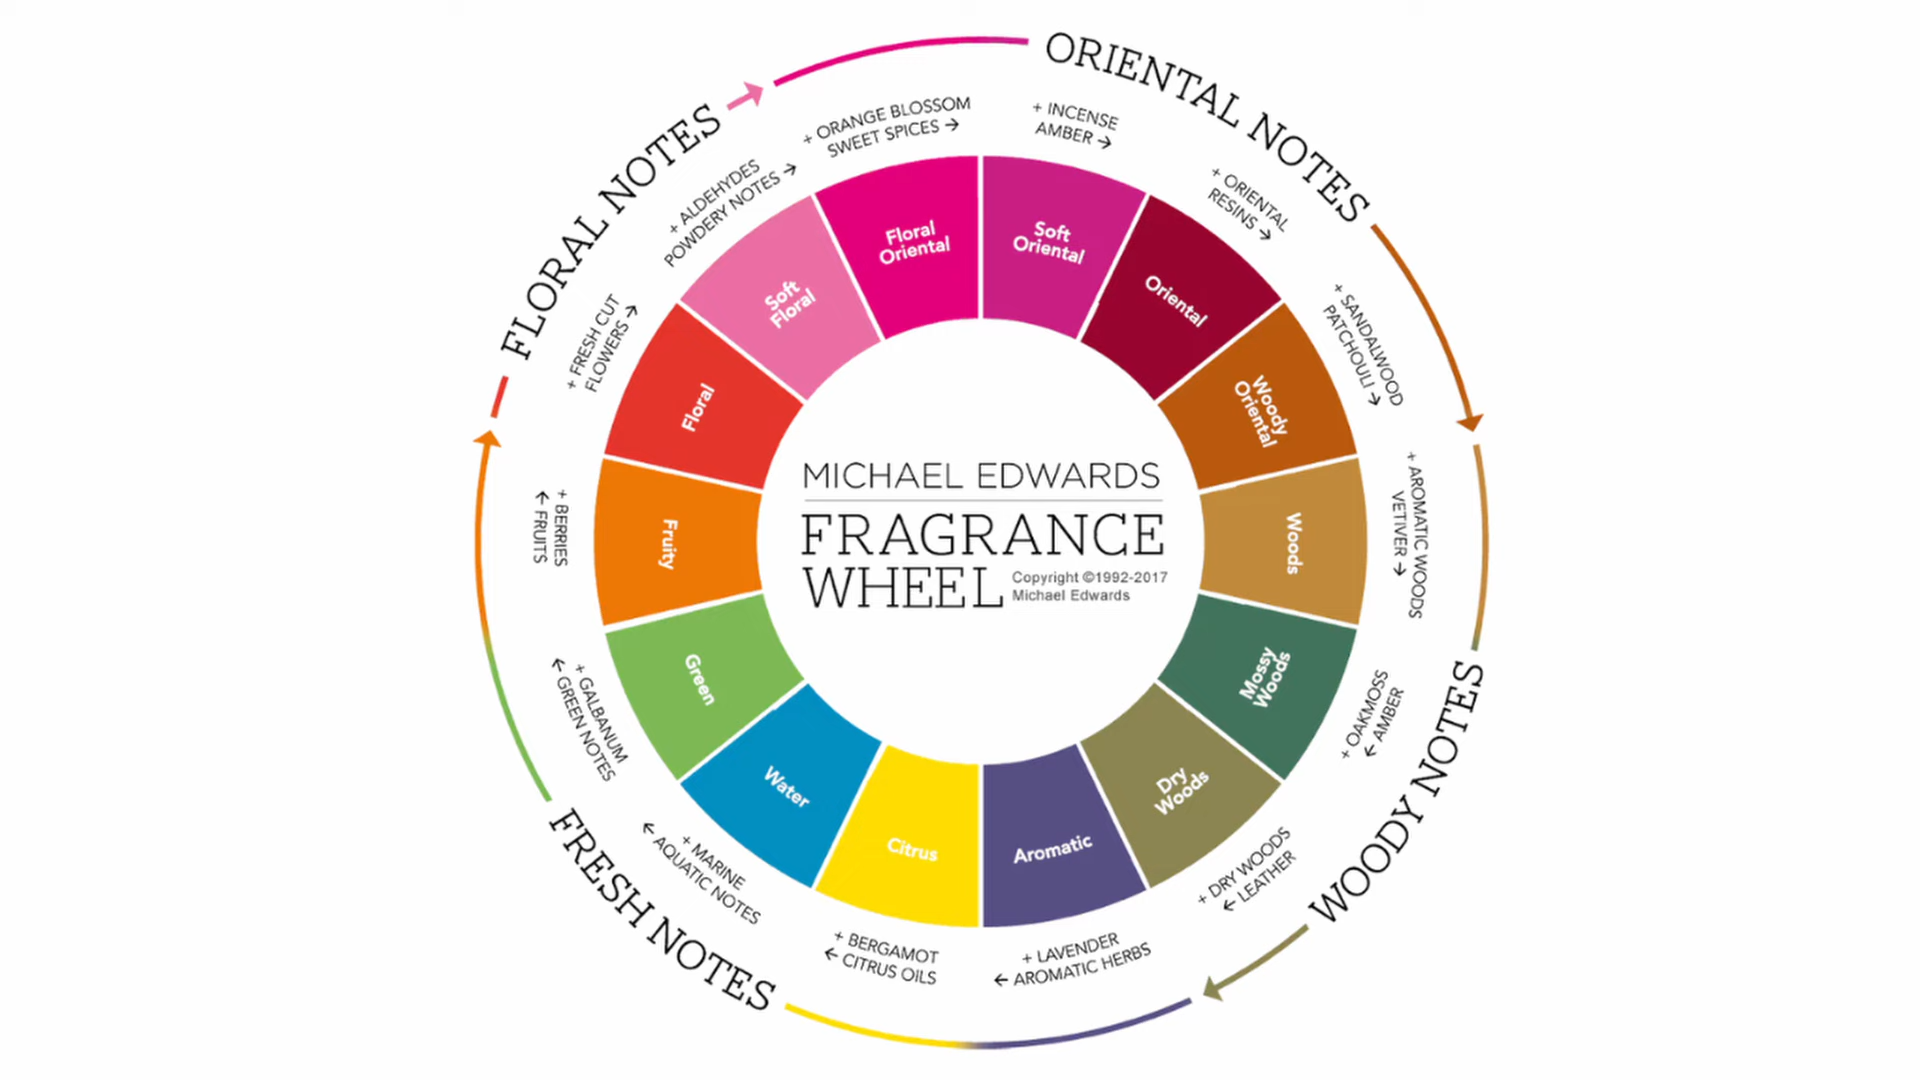 ORIENTAL NOTES
+ INCENSE
AMBER →
+ ORIENTAL
RESINS →
+ SANDALWOOD
PATCHOULI →
+ AROMATIC WOODS
VETIVER →
WOODY NOTES
+ OAKMOSS
← AMBER
+ DRY WOODS
← LEATHER
+ LAVENDER
← AROMATIC HERBS
FRESH NOTES
+ BERGAMOT
← CITRUS OILS
+ MARINE
← AQUATIC NOTES
+ GALBANUM
← GREEN NOTES
+ BERRIES
← FRUITS
FLORAL NOTES
+ FRESH CUT
FLOWERS →
+ ALDEHYDES
POWDERY NOTES →
+ ORANGE BLOSSOM
SWEET SPICES →
Floral
Oriental
Soft
Oriental
Oriental
Woody
Oriental
Woods
Mossy
Woods
Dry
Woods
Aromatic
Citrus
Water
Green
Fruity
Floral
Soft
Floral
MICHAEL EDWARDS
FRAGRANCE
WHEEL
Copyright ©1992-2017
Michael Edwards